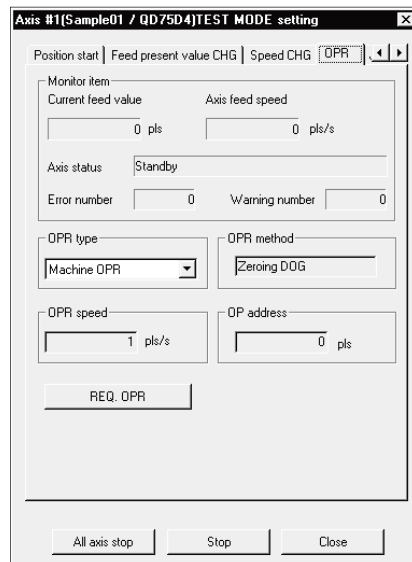 Axis #1(Sample01 / QD75D4)TEST MODE setting
Position start Feed present value CHG Speed CHG OPR
Monitor item
Current feed value Axis feed speed
0 pls 0 pls/s
Axis status Standby
Error number 0 Warning number 0
OPR type OPR method
Machine OPR Zeroing DOG
OPR speed OP address
1 pls/s 0 pls
REQ. OPR
All axis stop Stop Close